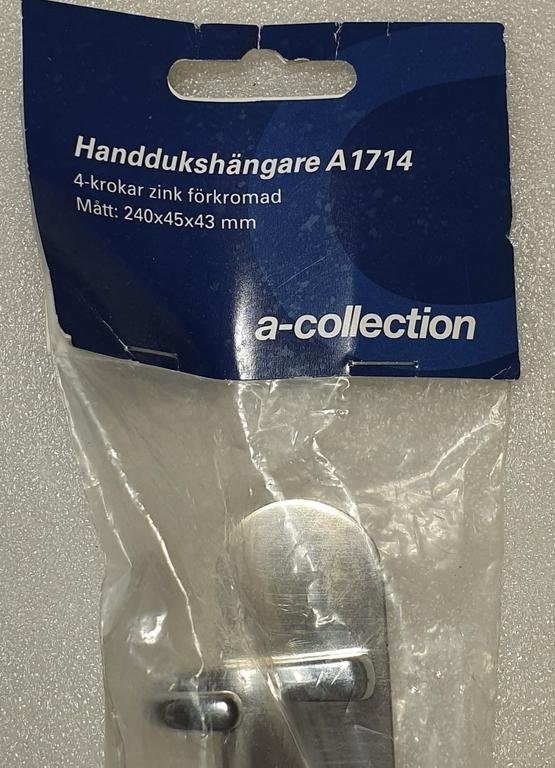 Handdukshängare A1714
4-krokar zink förkromad
Mått: 240x45x43 mm
a-collection